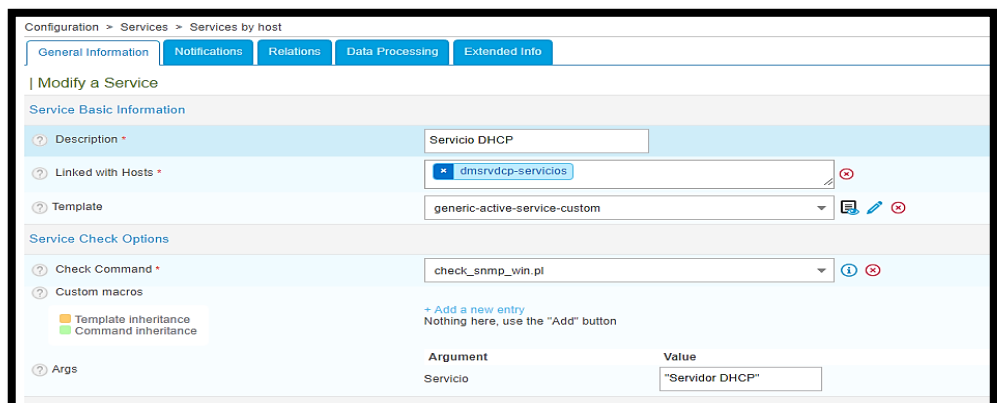 Configuration > Services > Services by host
General Information Notifications Relations Data Processing Extended Info
| Modify a Service
Service Basic Information
? Description * Servicio DHCP
? Linked with Hosts * × dmsrvdcp-servicios
? Template generic-active-service-custom
Service Check Options
? Check Command * check_snmp_win.pl
? Custom macros
+ Add a new entry
Template inheritance Nothing here, use the "Add" button
Command inheritance
Argument Value
? Args
Servicio "Servidor DHCP"